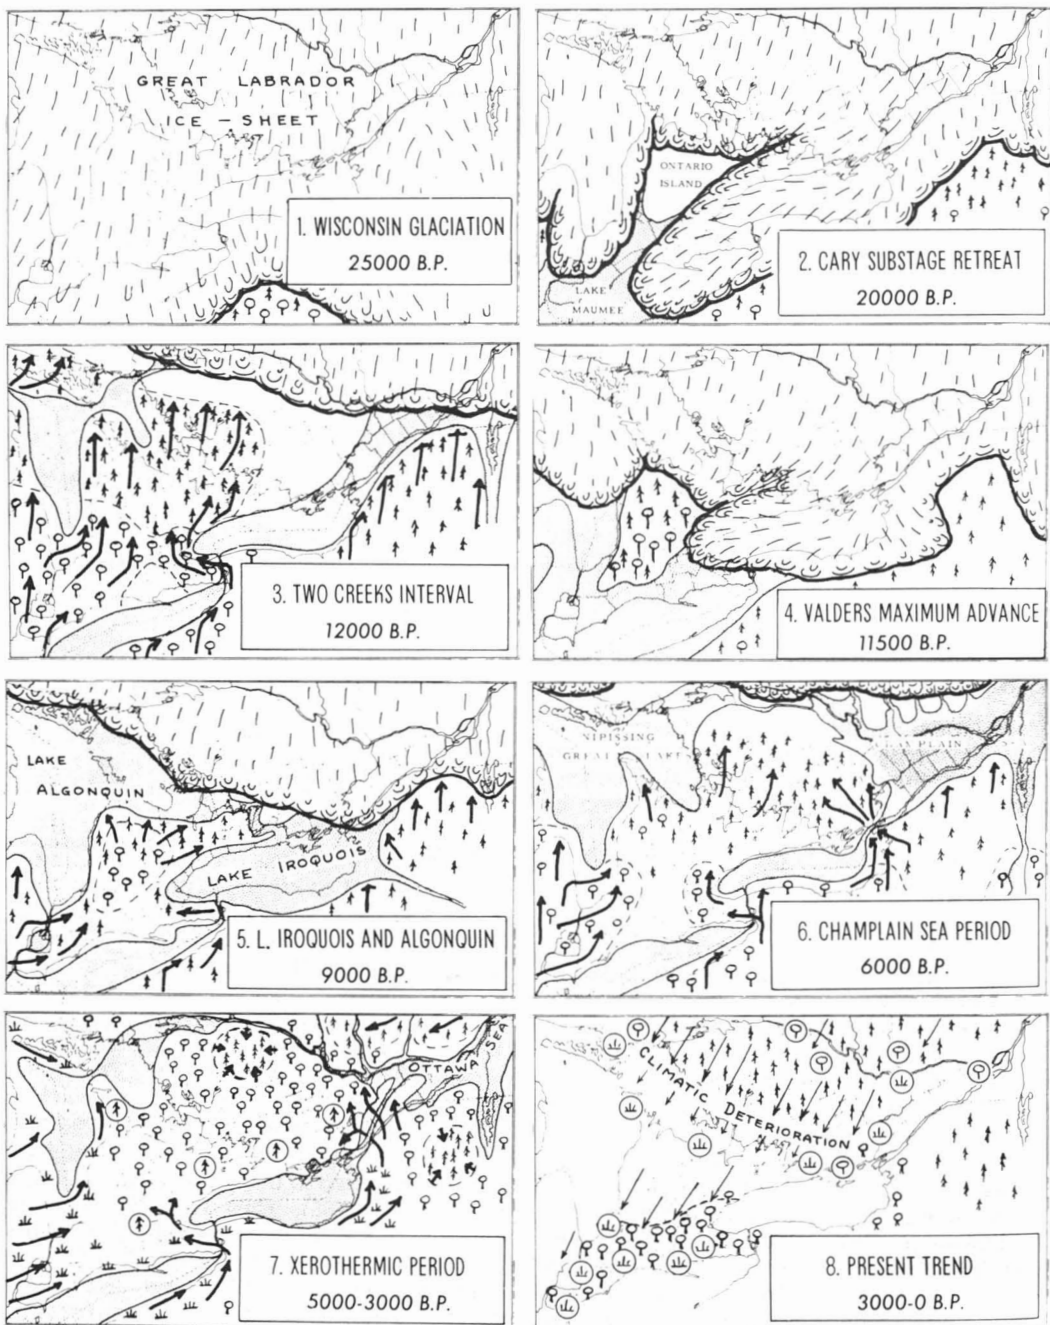 GREAT LABRADOR
ICE - SHEET
1. WISCONSIN GLACIATION
25000 B.P.
ONTARIO
ISLAND
LAKE
MAUMEE
2. CARY SUBSTAGE RETREAT
20000 B.P.
3. TWO CREEKS INTERVAL
12000 B.P.
4. VALDERS MAXIMUM ADVANCE
11500 B.P.
LAKE
ALGONQUIN
LAKE IROQUOIS
5. L. IROQUOIS AND ALGONQUIN
9000 B.P.
NIPISSING
GREAT
6. CHAMPLAIN SEA PERIOD
6000 B.P.
OTTAWA SEA
7. XEROTHERMIC PERIOD
5000-3000 B.P.
CLIMATIC DETERIORATION
8. PRESENT TREND
3000-0 B.P.